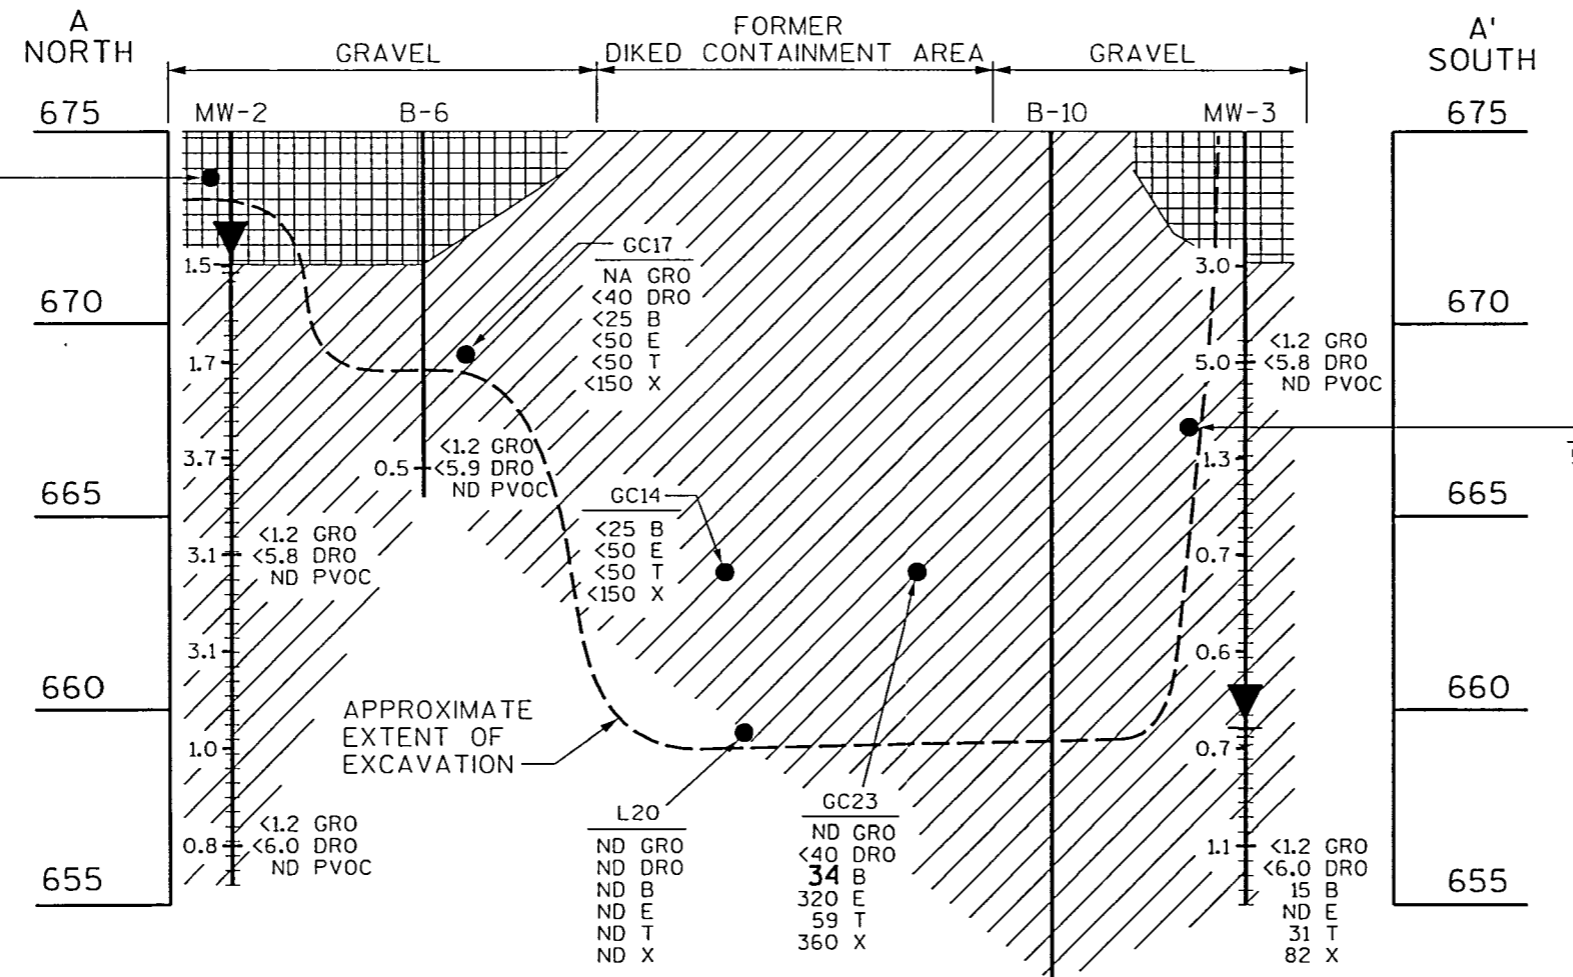 A
NORTH
GRAVEL
FORMER
DIKED CONTAINMENT AREA
GRAVEL
A'
SOUTH
675
MW-2
B-6
B-10
MW-3
675
GC17
NA GRO
<40 DRO
<25 B
<50 E
<50 T
<150 X
1.5
3.0
670
670
1.7
5.0
<1.2 GRO
<5.8 DRO
ND PVOC
3.7
0.5
<1.2 GRO
<5.9 DRO
ND PVOC
1.3
665
665
GC14
<25 B
<50 E
<50 T
<150 X
3.1
<1.2 GRO
<5.8 DRO
ND PVOC
0.7
3.1
0.6
660
660
APPROXIMATE
EXTENT OF
EXCAVATION
1.0
0.7
L20
ND GRO
ND DRO
ND B
ND E
ND T
ND X
GC23
ND GRO
<40 DRO
34 B
320 E
59 T
360 X
0.8
<1.2 GRO
<6.0 DRO
ND PVOC
1.1
<1.2 GRO
<6.0 DRO
15 B
ND E
31 T
82 X
655
655